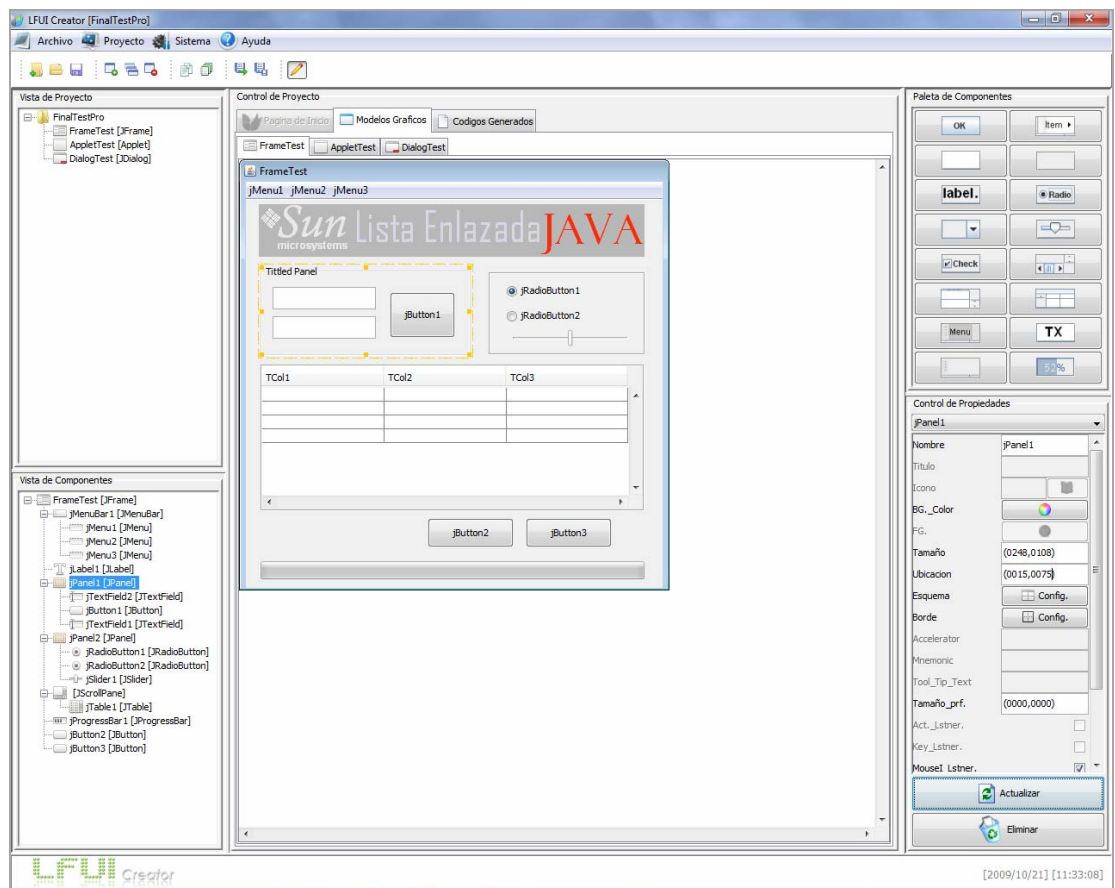 LFUI Creator [FinalTestPro]
Archivo Proyecto Sistema Ayuda
Vista de Proyecto
FinalTestPro
FrameTest [JFrame]
AppletTest [Applet]
DialogTest [JDialog]
Vista de Componentes
FrameTest [JFrame]
jMenuBar1 [JMenuBar]
jMenu1 [JMenu]
jMenu2 [JMenu]
jMenu3 [JMenu]
jLabel1 [JLabel]
jPanel1 [JPanel]
jTextField2 [JTextField]
jButton1 [JButton]
jTextField1 [JTextField]
jPanel2 [JPanel]
jRadioButton1 [JRadioButton]
jRadioButton2 [JRadioButton]
jSlider1 [JSlider]
[JScrollPane]
jTable1 [JTable]
jProgressBar1 [JProgressBar]
jButton2 [JButton]
jButton3 [JButton]
Control de Proyecto
Pagina de Inicio Modelos Graficos Codigos Generados
FrameTest AppletTest DialogTest
FrameTest
jMenu1 jMenu2 jMenu3
Sun microsystems Lista Enlazada JAVA
Tittled Panel
jButton1
jRadioButton1
jRadioButton2
TCol1 TCol2 TCol3
jButton2 jButton3
Paleta de Componentes
OK Item
label. Radio
Check
Menu TX
52%
Control de Propiedades
jPanel1
Nombre jPanel1
Titulo
Icono
BG._Color
FG.
Tamaño (0248,0108)
Ubicacion (0015,0075)
Esquema Config.
Borde Config.
Accelerator
Mnemonic
Tool_Tip_Text
Tamaño_prf. (0000,0000)
Act._Lstner.
Key_Lstner.
MouseI_Lstner.
Actualizar
Eliminar
LFUI Creator
[2009/10/21] [11:33:08]